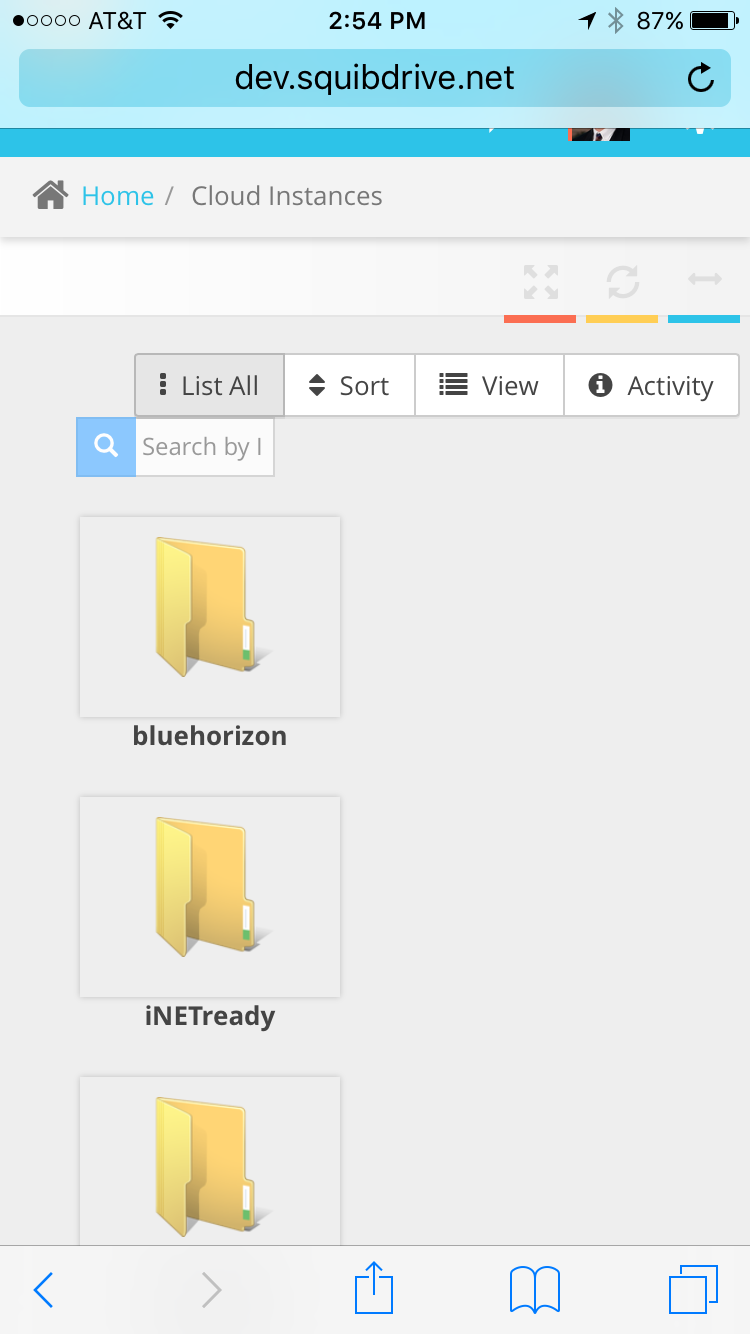 AT&T 2:54 PM 87%
dev.squibdrive.net
Home / Cloud Instances
List All Sort View Activity
Search by I
bluehorizon
iNETready